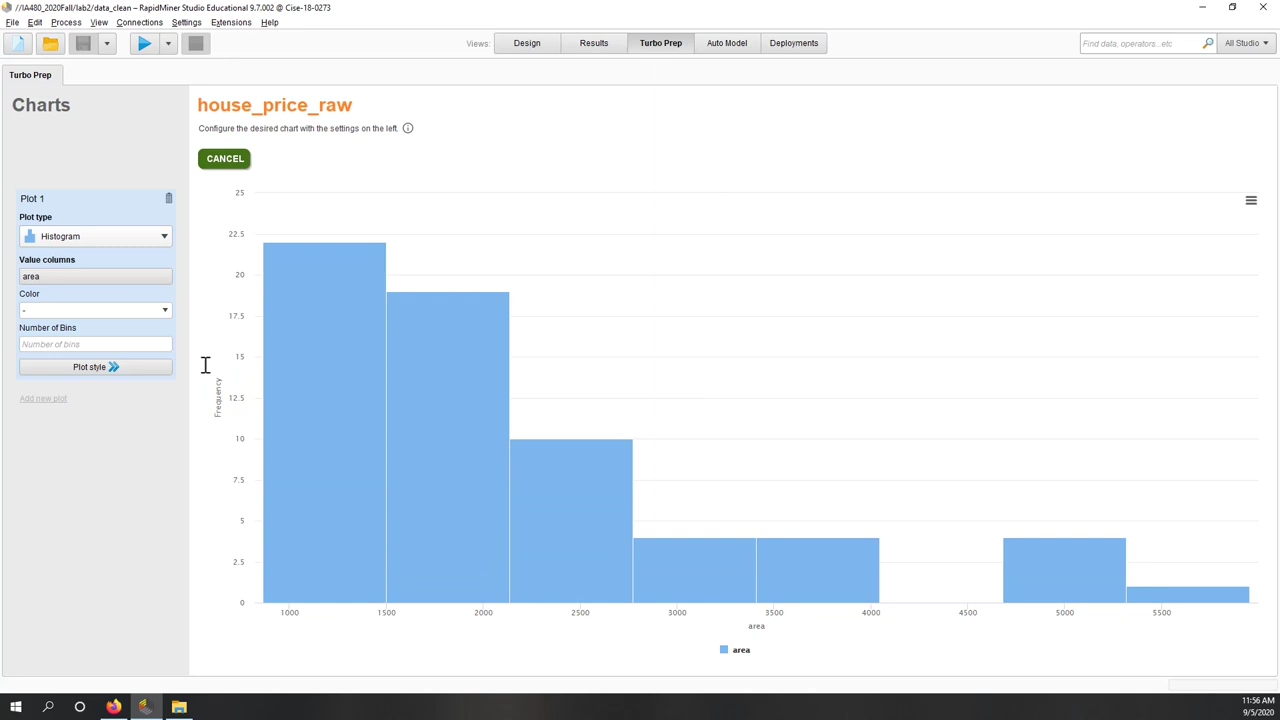 //IA480_2020Fall/lab2/data_clean – RapidMiner Studio Educational 9.7.002 @ Cise-18-0273
File Edit Process View Connections Settings Extensions Help
Views: Design Results Turbo Prep Auto Model Deployments Find data, operators...etc All Studio
Turbo Prep
Charts
house_price_raw
Configure the desired chart with the settings on the left.
CANCEL
Plot 1
Plot type
Histogram
Value columns
area
Color
-
Number of Bins
Number of bins
Plot style
Add new plot
25
22.5
20
17.5
15
12.5
10
7.5
5
2.5
0
Frequency
1000 1500 2000 2500 3000 3500 4000 4500 5000 5500
area
area
11:56 AM
9/5/2020